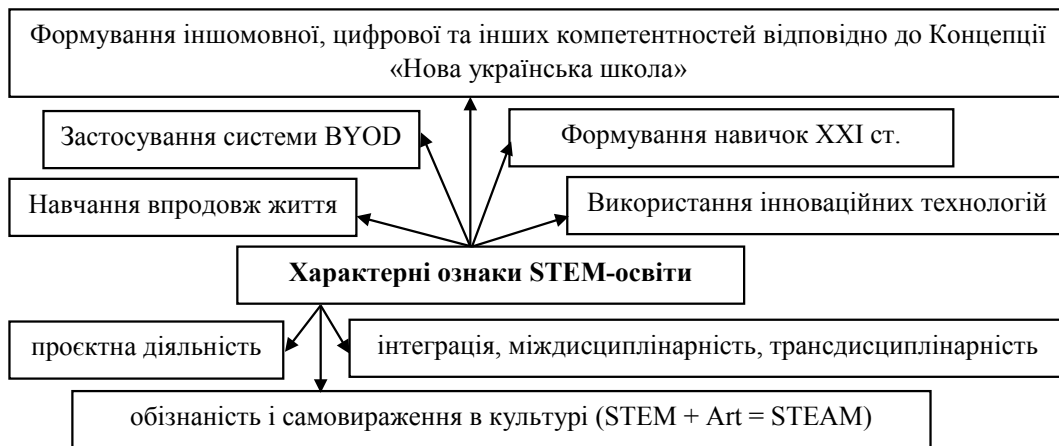 Формування іншомовної, цифрової та інших компетентностей відповідно до Концепції
«Нова українська школа»
Застосування системи BYOD
Формування навичок XXI ст.
Навчання впродовж життя
Використання інноваційних технологій
Характерні ознаки STEM-освіти
проєктна діяльність
інтеграція, міждисциплінарність, трансдисциплінарність
обізнаність і самовираження в культурі (STEM + Art = STEAM)